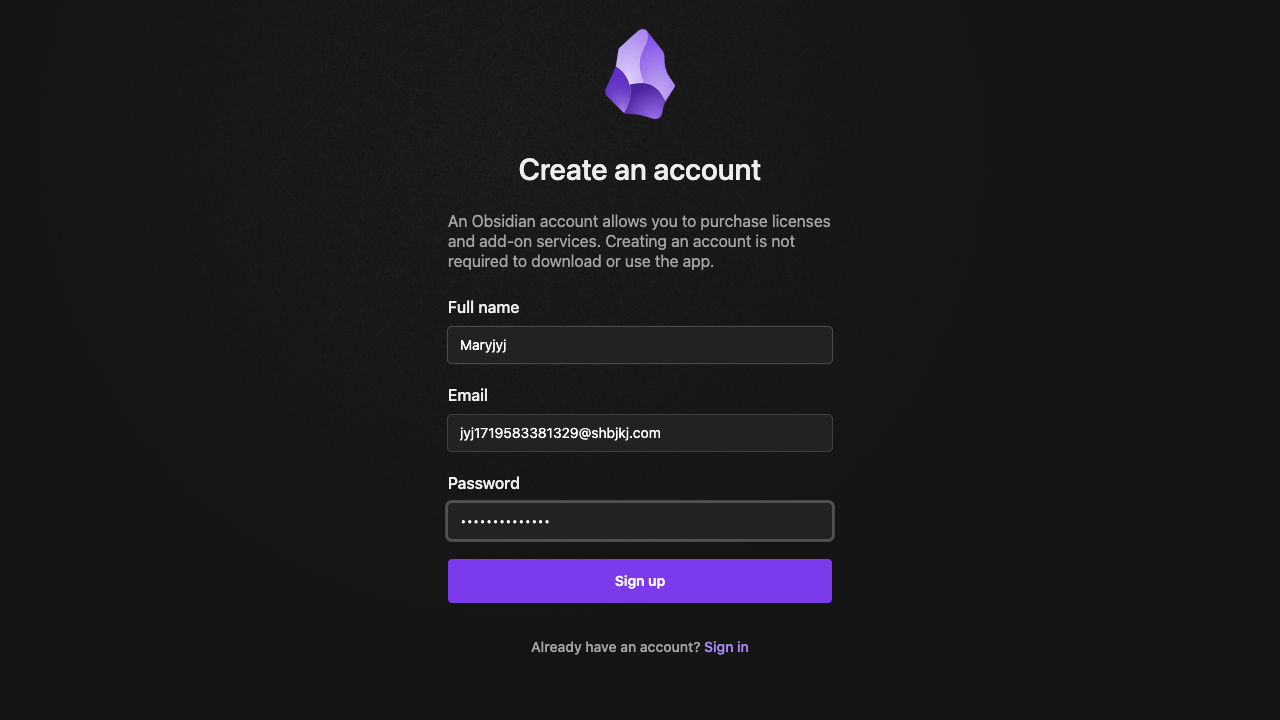 Create an account
An Obsidian account allows you to purchase licenses
and add-on services. Creating an account is not
required to download or use the app.
Full name
Maryjyj
Email
jyj1719583381329@shbjkj.com
Password
••••••••••••••
Sign up
Already have an account? Sign in